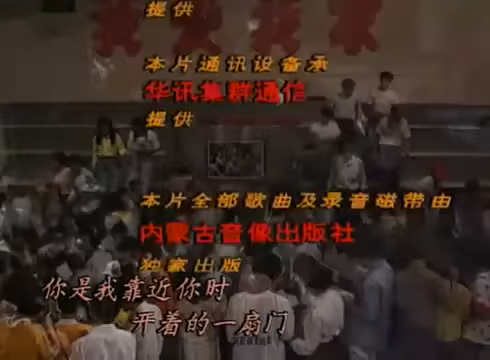 提供
本片通讯设备承
华讯集群通信
提供
本片全部歌曲及录音磁带由
内蒙古音像出版社
独家出版
你是我靠近你时
开着的一扇门